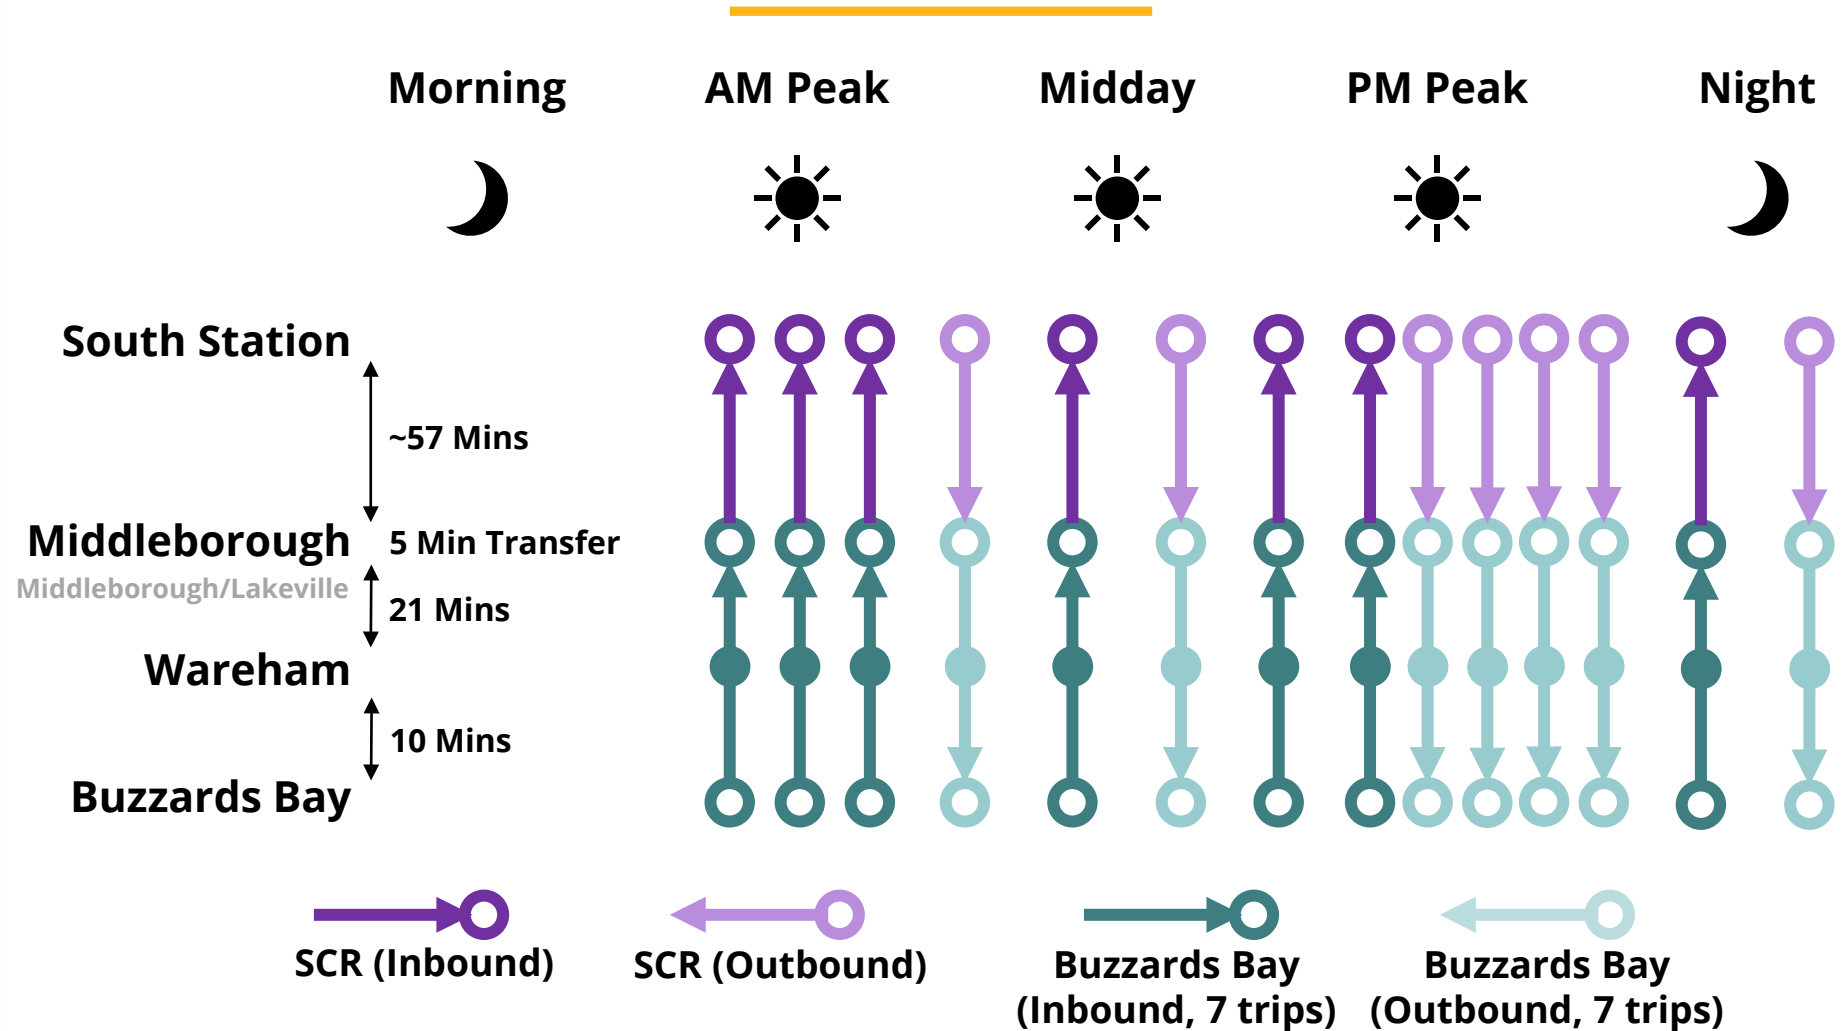 Morning
AM Peak
Midday
PM Peak
Night
South Station
~57 Mins
Middleborough
5 Min Transfer
Middleborough/Lakeville
21 Mins
Wareham
10 Mins
Buzzards Bay
SCR (Inbound)
SCR (Outbound)
Buzzards Bay
(Inbound, 7 trips)
Buzzards Bay
(Outbound, 7 trips)